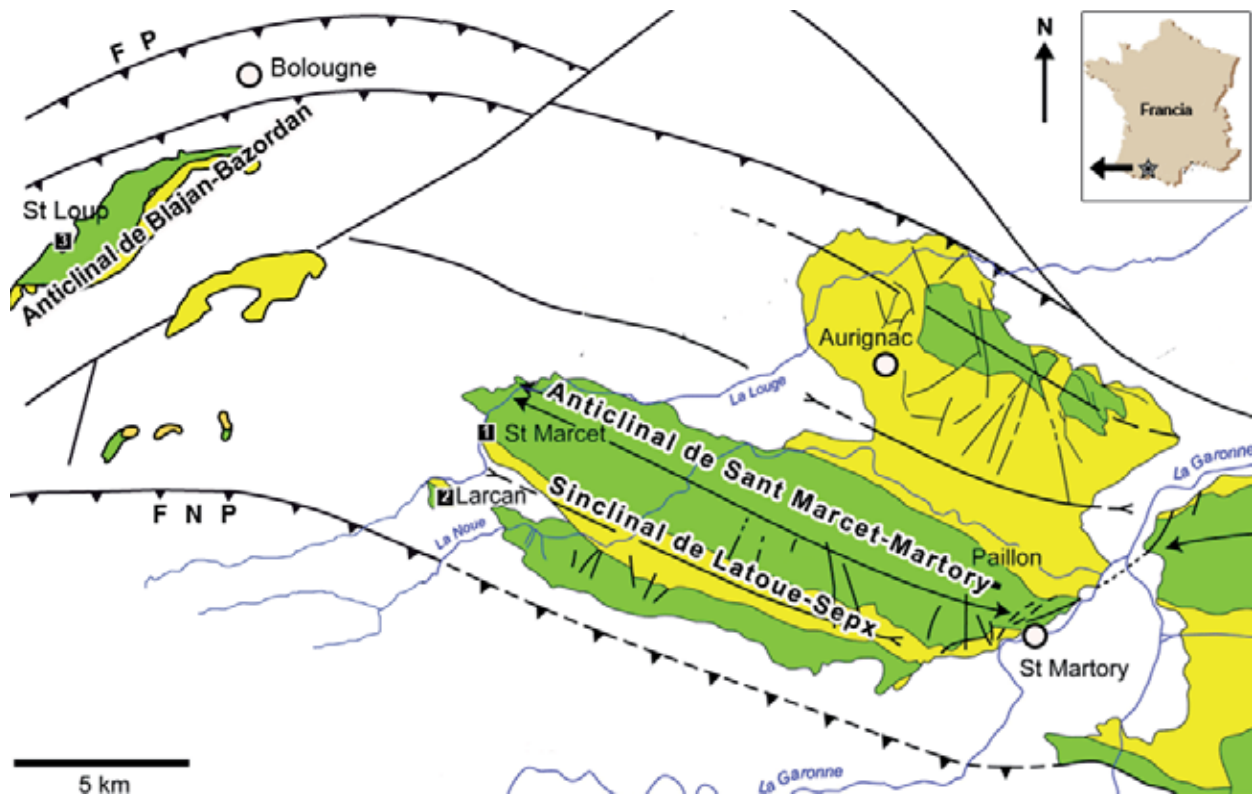 F P
Bolougne
N
Francia
Anticlinal de Blajan-Bazordan
St Loup
3
Aurignac
La Louge
Anticlinal de Sant Marcet-Martory
1
St Marcet
La Garonne
2
Larcan
Sinclinal de Latoue-Sepx
F N P
La Noue
Paillon
St Martory
5 km
La Garonne